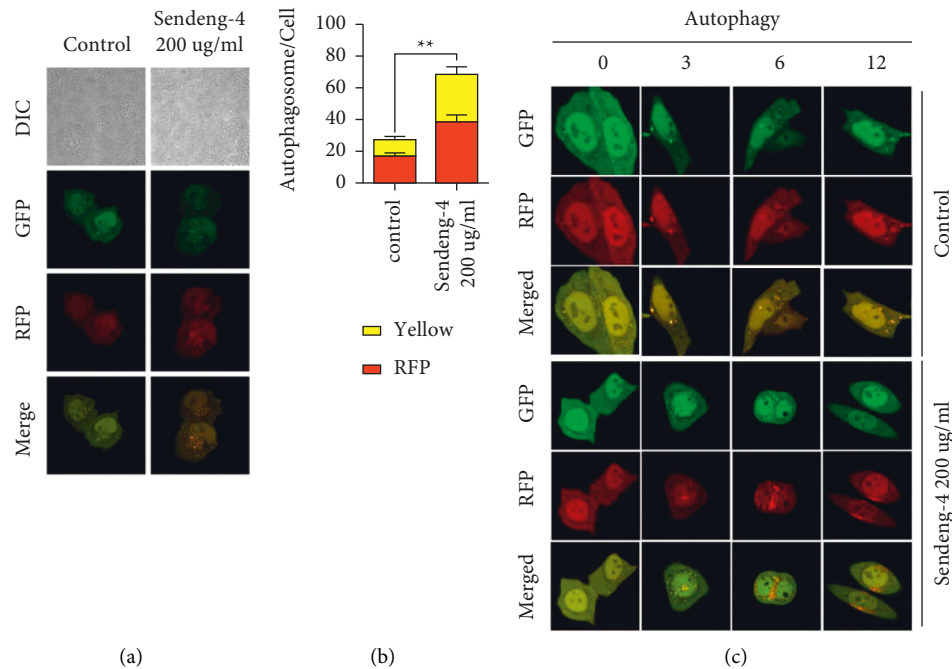 Control
Sendeng-4
200 ug/ml
DIC
GFP
RFP
Merge
(a)
(b)
Autophagosome/Cell
100
80
60
40
20
0
**
control
Sendeng-4
200 ug/ml
Yellow
RFP
(b)
Autophagy
0 3 6 12
GFP
RFP
Merged
Control
GFP
RFP
Merged
Sendeng-4 200 ug/ml
(c)